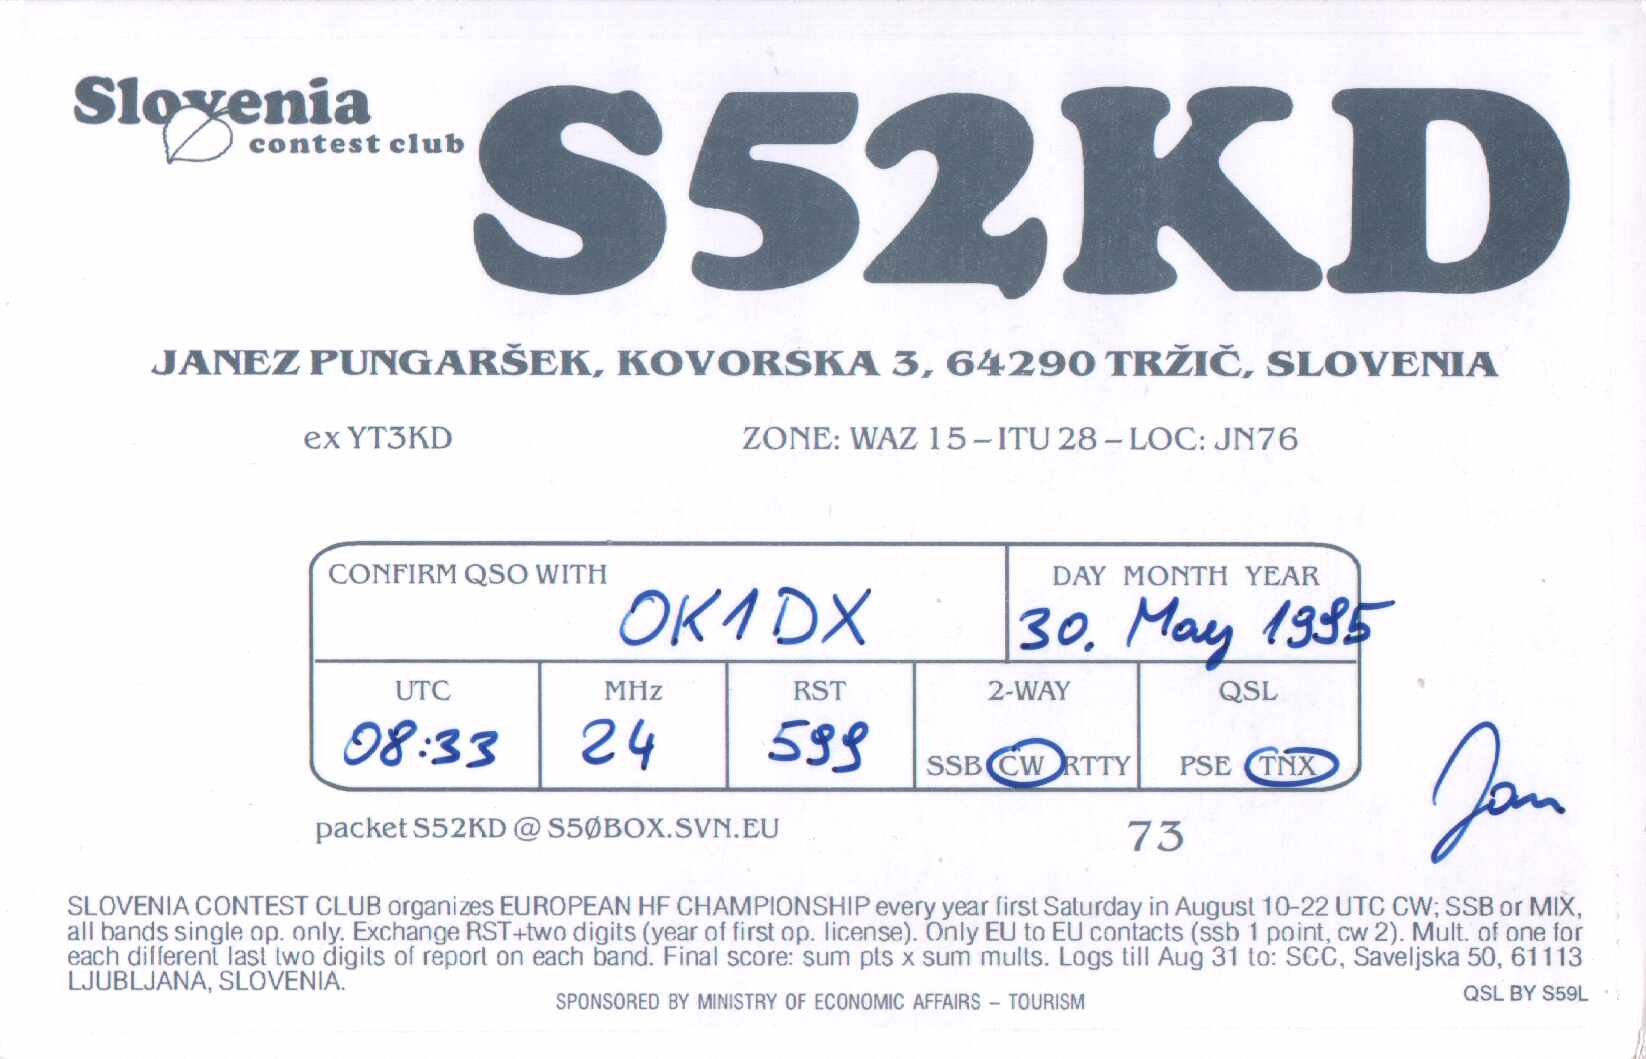 Slovenia
contest club
S52KD
JANEZ PUNGARŠEK, KOVORSKA 3, 64290 TRŽIČ, SLOVENIA
ex YT3KD ZONE: WAZ 15 – ITU 28 – LOC: JN76
CONFIRM QSO WITH DAY MONTH YEAR
OK1DX 30. May 1995
UTC MHz RST 2-WAY QSL
08:33 24 599 SSB CW RTTY PSE TNX
Jan
packet S52KD @ S5ØBOX.SVN.EU 73
SLOVENIA CONTEST CLUB organizes EUROPEAN HF CHAMPIONSHIP every year first Saturday in August 10-22 UTC CW; SSB or MIX,
all bands single op. only. Exchange RST+two digits (year of first op. license). Only EU to EU contacts (ssb 1 point, cw 2). Mult. of one for
each different last two digits of report on each band. Final score: sum pts x sum mults. Logs till Aug 31 to: SCC, Saveljska 50, 61113
LJUBLJANA, SLOVENIA.
SPONSORED BY MINISTRY OF ECONOMIC AFFAIRS – TOURISM
QSL BY S59L